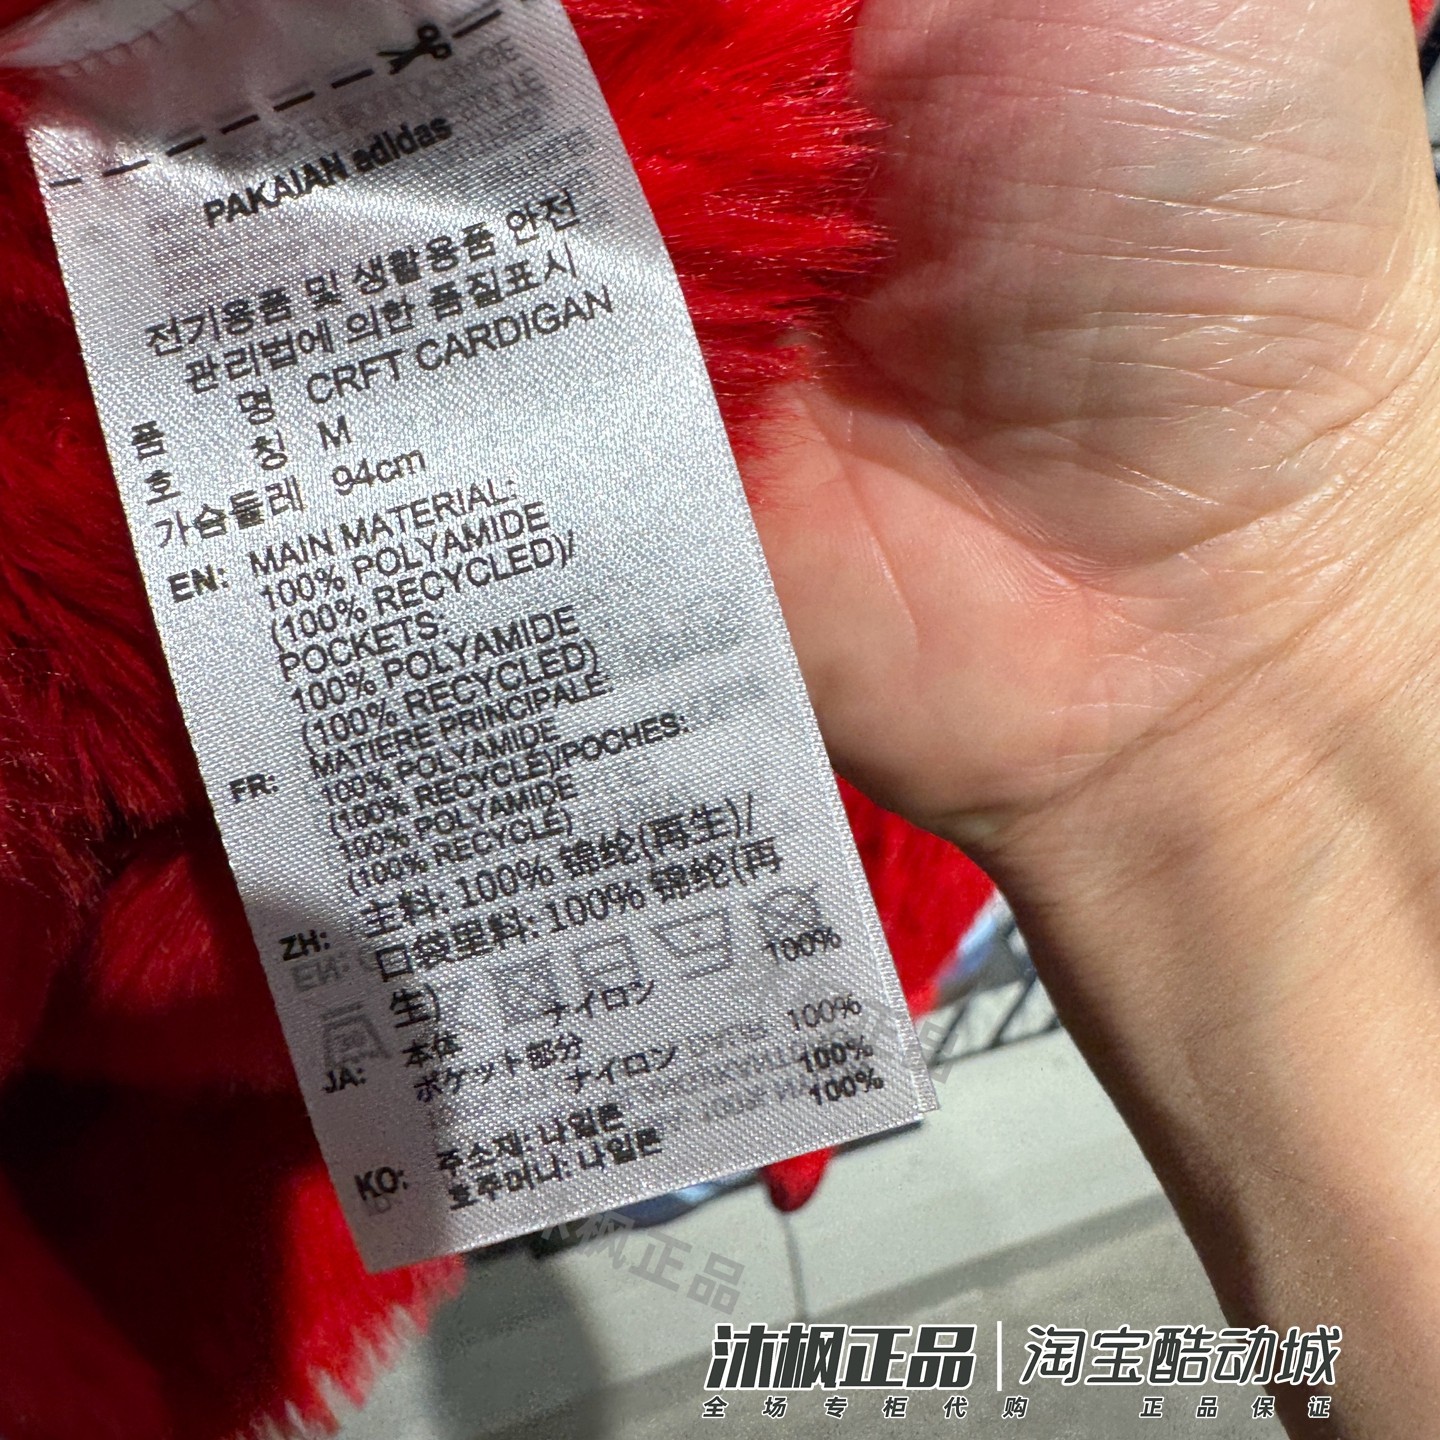 PAKAIAN adidas
전기용품 및 생활용품 안전
관리법에 의한 품질표시
품 명 CRFT CARDIGAN
호 칭 M
가슴둘레 94cm
EN: MAIN MATERIAL:
100% POLYAMIDE
(100% RECYCLED)/
POCKETS:
100% POLYAMIDE
(100% RECYCLED)
FR: MATIERE PRINCIPALE:
100% POLYAMIDE
(100% RECYCLE)/POCHES:
100% POLYAMIDE
(100% RECYCLE)
ZH: 主料: 100% 锦纶(再生)/
口袋里料: 100% 锦纶(再
生)
JA: 本体
ナイロン 100%
ポケット部分
ナイロン 100%
KO: 주소재: 나일론 100%
호주머니: 나일론 100%
沐枫正品
沐枫正品 | 淘宝酷动城
全场专柜代购 正品保证